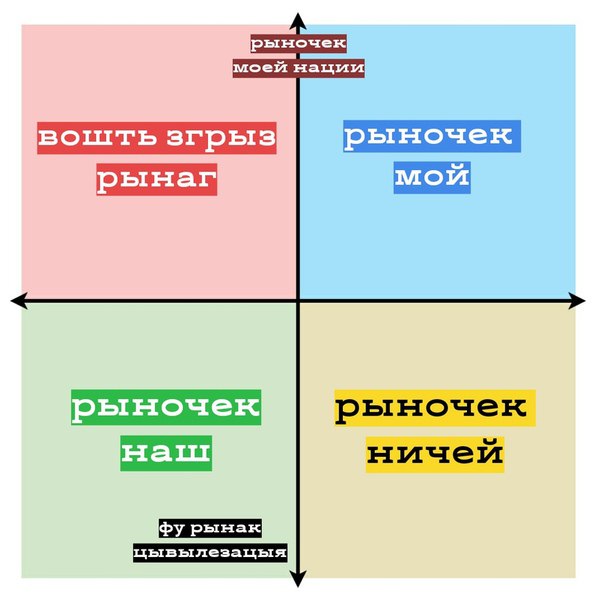 рыночек
моей нации
вошть згрыз
рынаг
рыночек
мой
рыночек
наш
рыночек
ничей
фу рынак
цывылезацыя